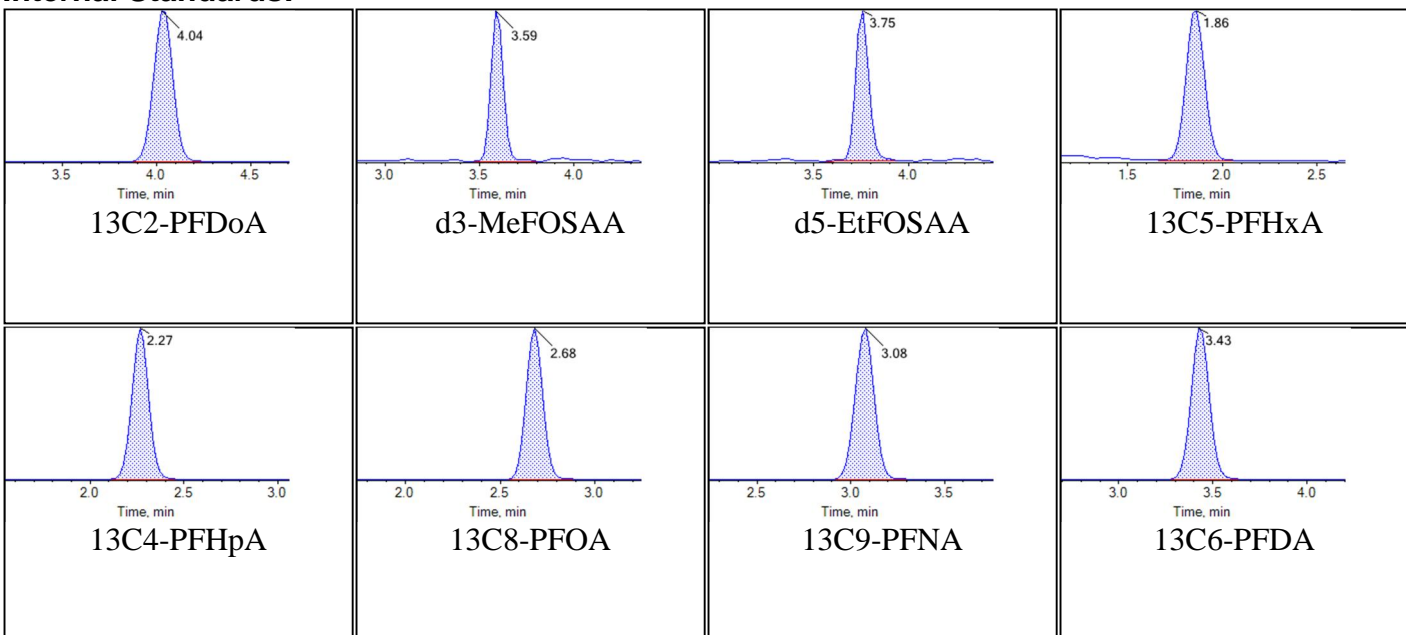 Internal Standards:
4.04
3.5 4.0 4.5
Time, min
13C2-PFDoA
3.59
3.0 3.5 4.0
Time, min
d3-MeFOSAA
3.75
3.5 4.0
Time, min
d5-EtFOSAA
1.86
1.5 2.0 2.5
Time, min
13C5-PFHxA
2.27
2.0 2.5 3.0
Time, min
13C4-PFHpA
2.68
2.0 2.5 3.0
Time, min
13C8-PFOA
3.08
2.5 3.0 3.5
Time, min
13C9-PFNA
3.43
3.0 3.5 4.0
Time, min
13C6-PFDA